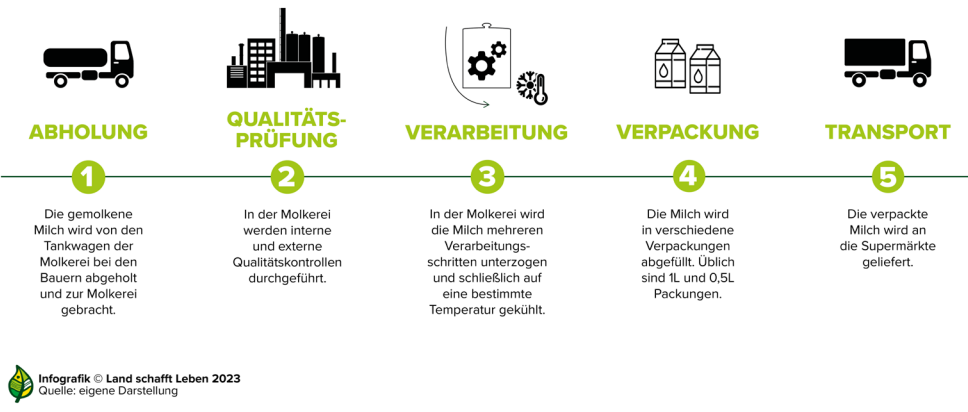 ABHOLUNG
QUALITÄTS-
PRÜFUNG
VERARBEITUNG
VERPACKUNG
TRANSPORT
1
2
3
4
5
Die gemolkene
Milch wird von den
Tankwagen der
Molkerei bei den
Bauern abgeholt
und zur Molkerei
gebracht.
In der Molkerei
werden interne
und externe
Qualitätskontrollen
durchgeführt.
In der Molkerei wird
die Milch mehreren
Verarbeitungs-
schritten unterzogen
und schließlich auf
eine bestimmte
Temperatur gekühlt.
Die Milch wird
in verschiedene
Verpackungen
abgefüllt. Üblich
sind 1L und 0,5L
Packungen.
Die verpackte
Milch wird an
die Supermärkte
geliefert.
Infografik © Land schafft Leben 2023
Quelle: eigene Darstellung